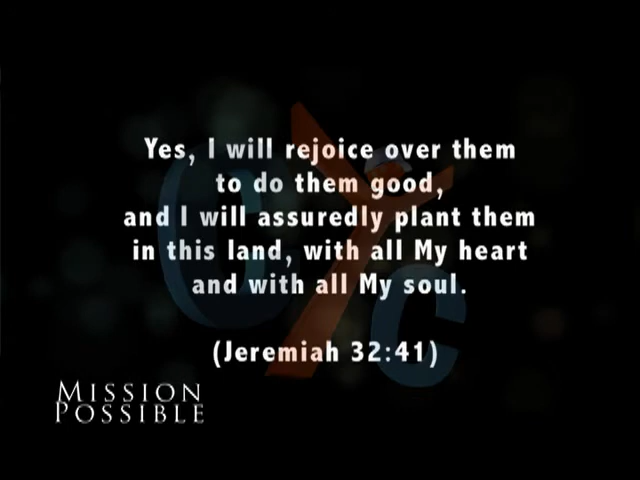 Yes, I will rejoice over them
to do them good,
and I will assuredly plant them
in this land, with all My heart
and with all My soul.
(Jeremiah 32:41)
MISSION
POSSIBLE
CYC